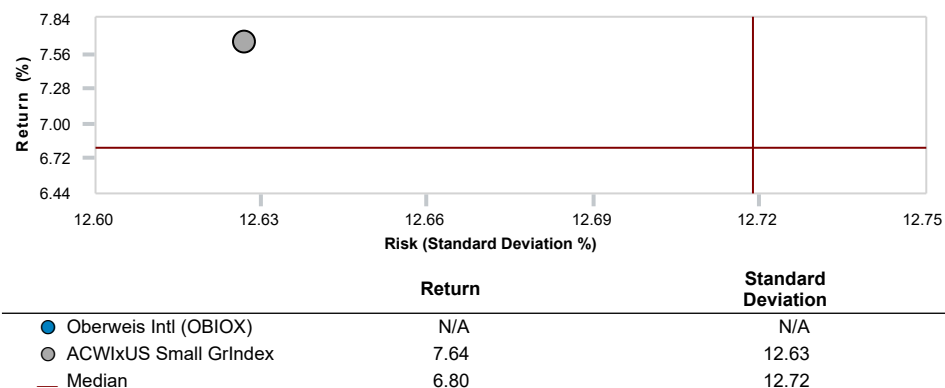 7.84
7.56
7.28
7.00
6.72
6.44
Return (%)
12.60 12.63 12.66 12.69 12.72 12.75
Risk (Standard Deviation %)
Return Standard Deviation
Oberweis Intl (OBIOX) N/A N/A
ACWIxUS Small GrIndex 7.64 12.63
Median 6.80 12.72